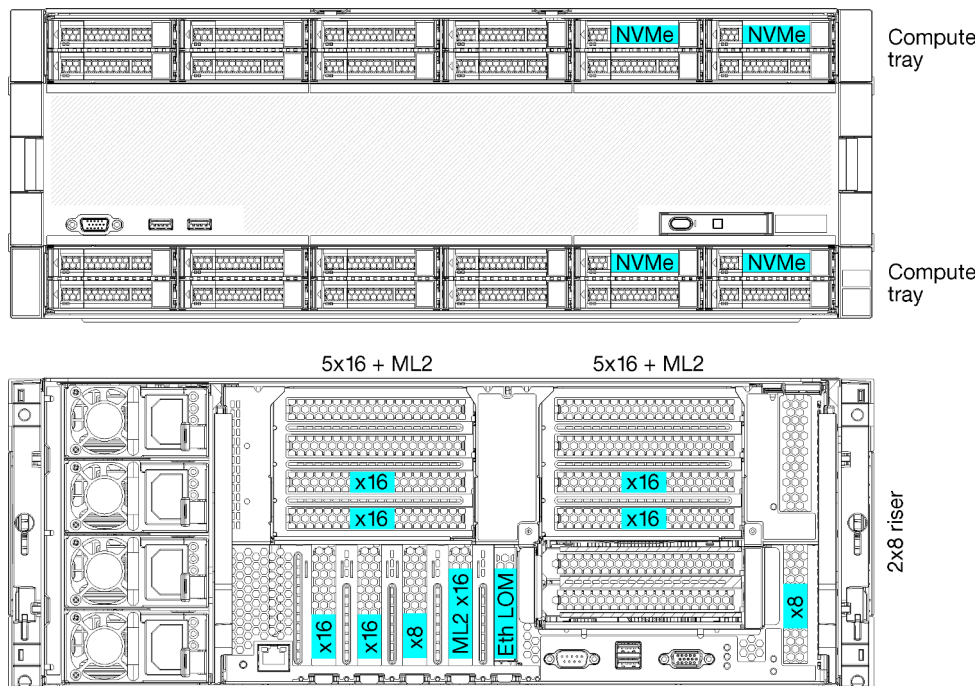 NVMe NVMe
Compute
tray
NVMe NVMe
Compute
tray
5x16 + ML2 5x16 + ML2
x16 x16
x16 x16
2x8 riser
x16
x16
x8
ML2 x16
Eth LOM
x8